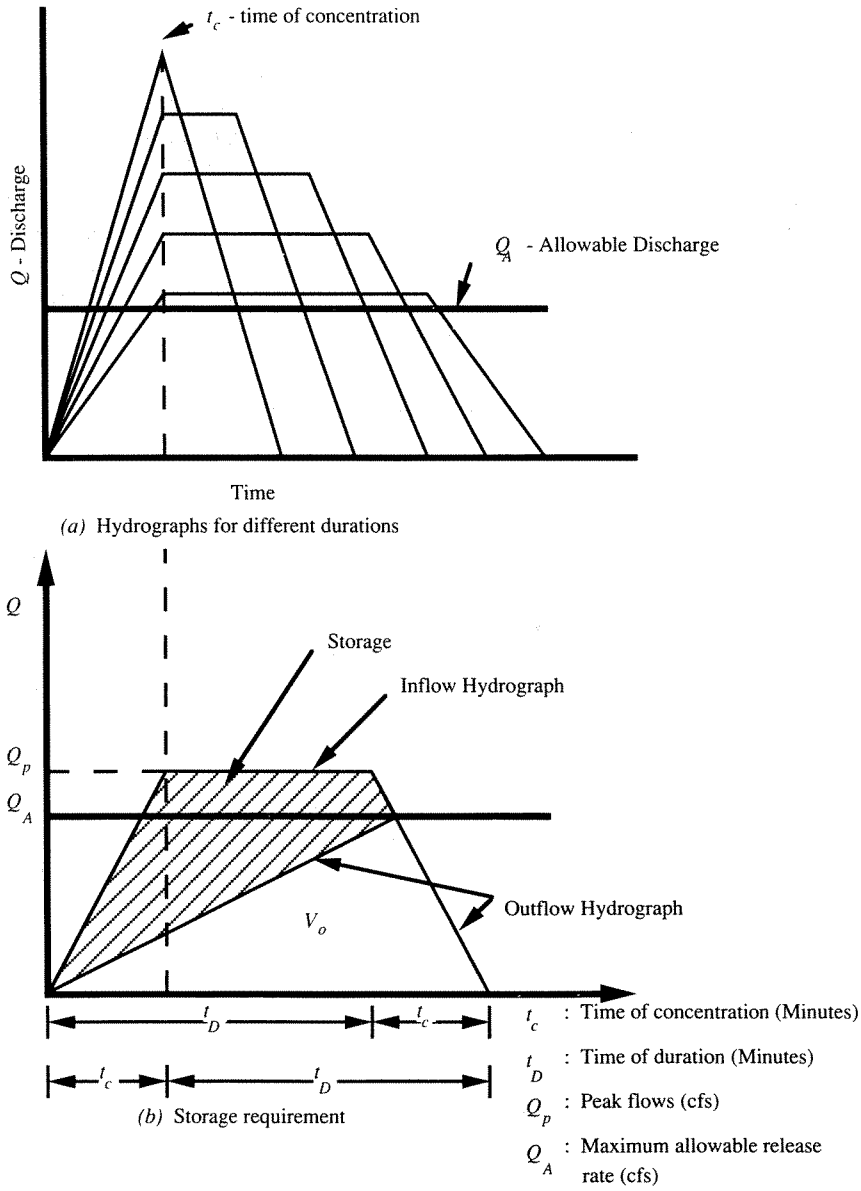 t_c - time of concentration
Q - Discharge
Q_A - Allowable Discharge
Time
(a) Hydrographs for different durations
Q
Storage
Inflow Hydrograph
Q_p
Q_A
V_o
Outflow Hydrograph
t_D t_c
t_c t_D
(b) Storage requirement
t_c : Time of concentration (Minutes)
t_D : Time of duration (Minutes)
Q_p : Peak flows (cfs)
Q_A : Maximum allowable release
rate (cfs)